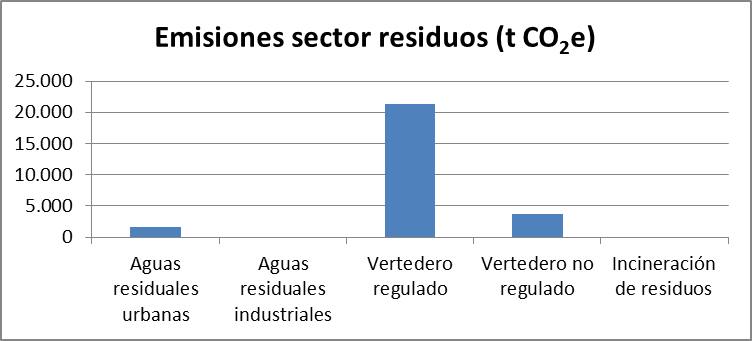 Emisiones sector residuos (t CO₂e)
25.000
20.000
15.000
10.000
5.000
0
Aguas
residuales
urbanas
Aguas
residuales
industriales
Vertedero
regulado
Vertedero no
regulado
Incineración
de residuos